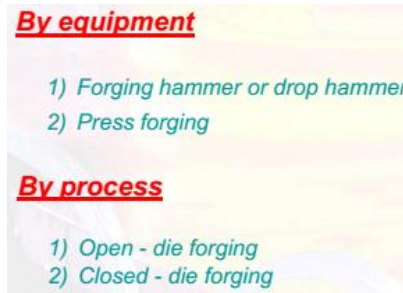 By equipment
1) Forging hammer or drop hammer
2) Press forging
By process
1) Open - die forging
2) Closed - die forging